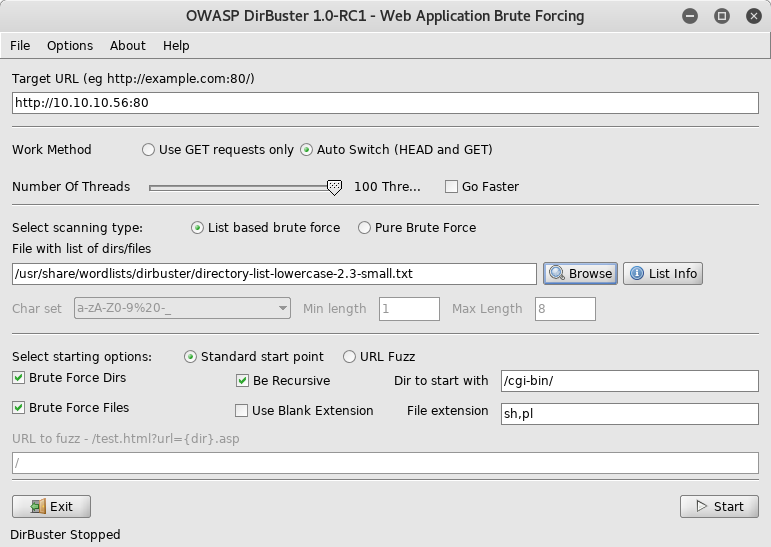 OWASP DirBuster 1.0-RC1 - Web Application Brute Forcing
File Options About Help
Target URL (eg http://example.com:80/)
http://10.10.10.56:80
Work Method Use GET requests only Auto Switch (HEAD and GET)
Number Of Threads 100 Thre... Go Faster
Select scanning type: List based brute force Pure Brute Force
File with list of dirs/files
/usr/share/wordlists/dirbuster/directory-list-lowercase-2.3-small.txt Browse List Info
Char set a-zA-Z0-9%20-_ Min length 1 Max Length 8
Select starting options: Standard start point URL Fuzz
Brute Force Dirs Be Recursive Dir to start with /cgi-bin/
Brute Force Files Use Blank Extension File extension sh,pl
URL to fuzz - /test.html?url={dir}.asp
/
Exit Start
DirBuster Stopped